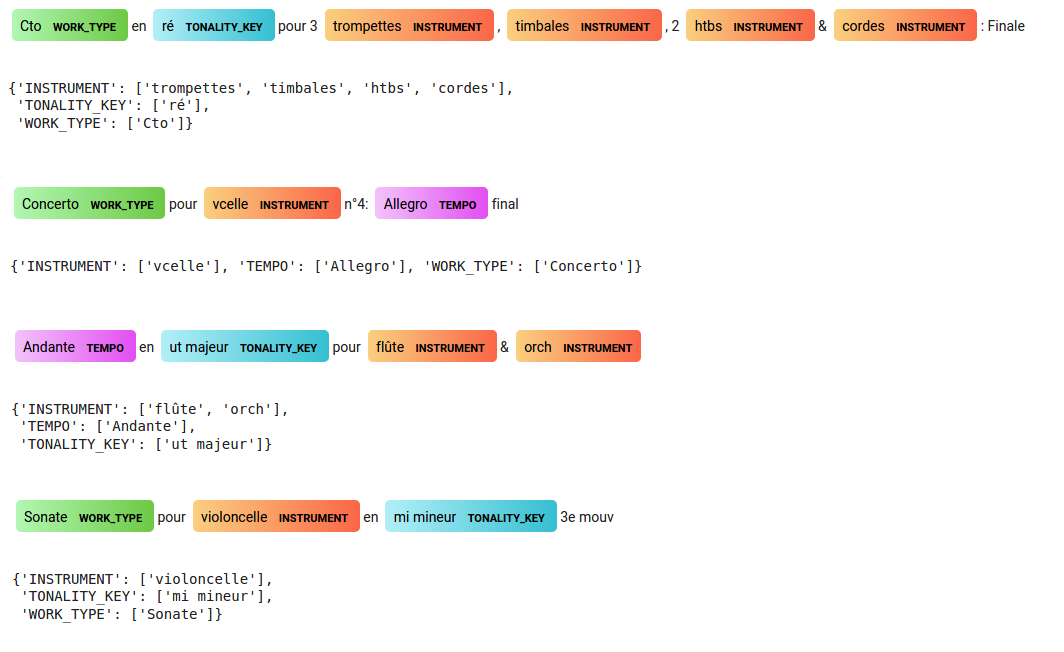 Cto WORK_TYPE en ré TONALITY_KEY pour 3 trompettes INSTRUMENT , timbales INSTRUMENT , 2 htbs INSTRUMENT & cordes INSTRUMENT : Finale
{'INSTRUMENT': ['trompettes', 'timbales', 'htbs', 'cordes'],
'TONALITY_KEY': ['ré'],
'WORK_TYPE': ['Cto']}
Concerto WORK_TYPE pour vcelle INSTRUMENT n°4: Allegro TEMPO final
{'INSTRUMENT': ['vcelle'], 'TEMPO': ['Allegro'], 'WORK_TYPE': ['Concerto']}
Andante TEMPO en ut majeur TONALITY_KEY pour flûte INSTRUMENT & orch INSTRUMENT
{'INSTRUMENT': ['flûte', 'orch'],
'TEMPO': ['Andante'],
'TONALITY_KEY': ['ut majeur']}
Sonate WORK_TYPE pour violoncelle INSTRUMENT en mi mineur TONALITY_KEY 3e mouv
{'INSTRUMENT': ['violoncelle'],
'TONALITY_KEY': ['mi mineur'],
'WORK_TYPE': ['Sonate']}